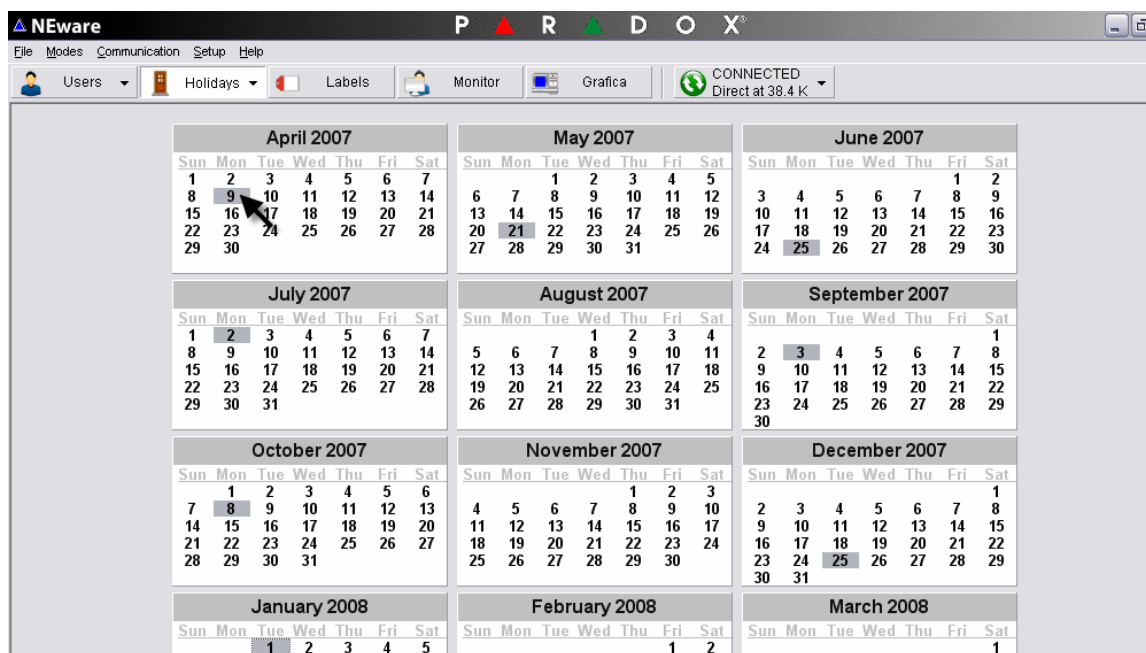 NEware
PARADOX®
File Modes Communication Setup Help
Users Holidays Labels Monitor Grafica CONNECTED
Direct at 38.4 K
April 2007
Sun Mon Tue Wed Thu Fri Sat
1 2 3 4 5 6 7
8 9 10 11 12 13 14
15 16 17 18 19 20 21
22 23 24 25 26 27 28
29 30
May 2007
Sun Mon Tue Wed Thu Fri Sat
1 2 3 4 5
6 7 8 9 10 11 12
13 14 15 16 17 18 19
20 21 22 23 24 25 26
27 28 29 30 31
June 2007
Sun Mon Tue Wed Thu Fri Sat
1 2
3 4 5 6 7 8 9
10 11 12 13 14 15 16
17 18 19 20 21 22 23
24 25 26 27 28 29 30
July 2007
Sun Mon Tue Wed Thu Fri Sat
1 2 3 4 5 6 7
8 9 10 11 12 13 14
15 16 17 18 19 20 21
22 23 24 25 26 27 28
29 30 31
August 2007
Sun Mon Tue Wed Thu Fri Sat
1 2 3 4
5 6 7 8 9 10 11
12 13 14 15 16 17 18
19 20 21 22 23 24 25
26 27 28 29 30 31
September 2007
Sun Mon Tue Wed Thu Fri Sat
1
2 3 4 5 6 7 8
9 10 11 12 13 14 15
16 17 18 19 20 21 22
23 24 25 26 27 28 29
30
October 2007
Sun Mon Tue Wed Thu Fri Sat
1 2 3 4 5 6
7 8 9 10 11 12 13
14 15 16 17 18 19 20
21 22 23 24 25 26 27
28 29 30 31
November 2007
Sun Mon Tue Wed Thu Fri Sat
1 2 3
4 5 6 7 8 9 10
11 12 13 14 15 16 17
18 19 20 21 22 23 24
25 26 27 28 29 30
December 2007
Sun Mon Tue Wed Thu Fri Sat
1
2 3 4 5 6 7 8
9 10 11 12 13 14 15
16 17 18 19 20 21 22
23 24 25 26 27 28 29
30 31
January 2008
Sun Mon Tue Wed Thu Fri Sat
1 2 3 4 5
February 2008
Sun Mon Tue Wed Thu Fri Sat
1 2
March 2008
Sun Mon Tue Wed Thu Fri Sat
1